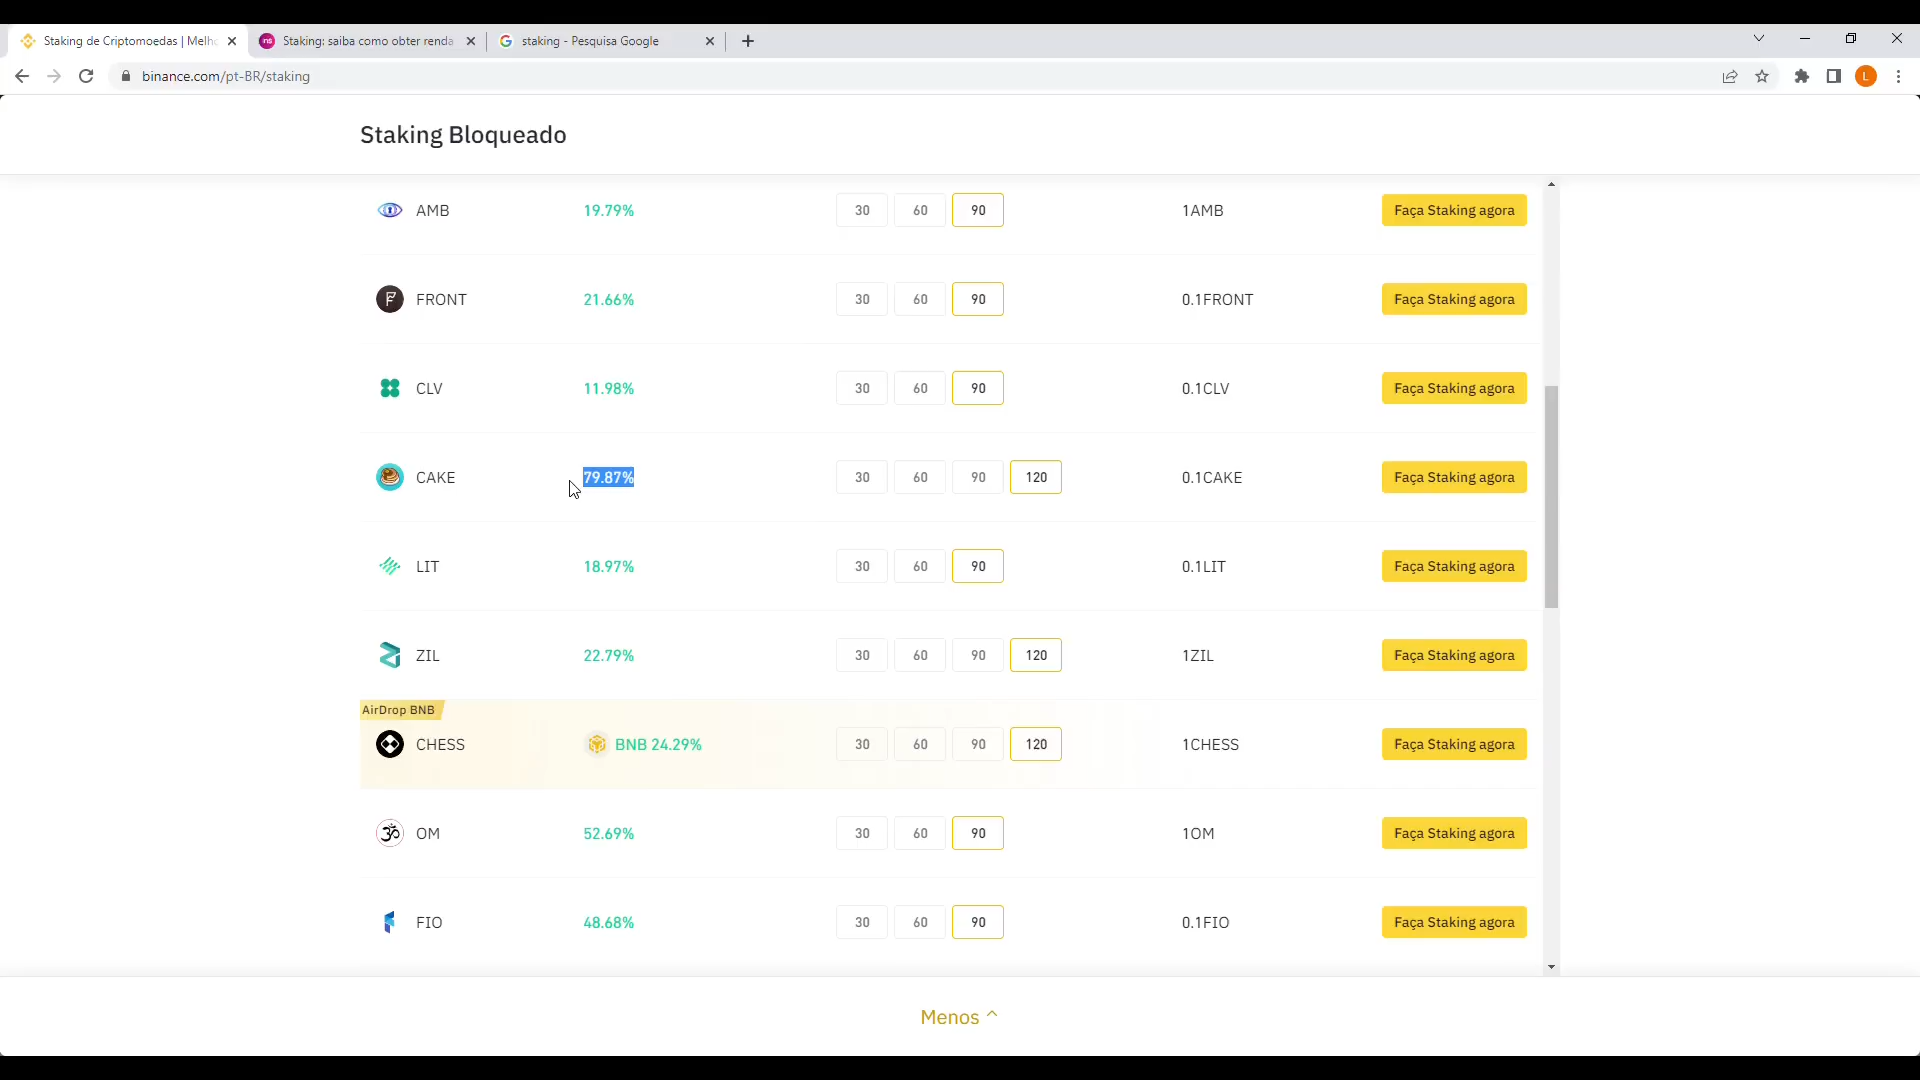 Staking de Criptomoedas | Melho
Staking: saiba como obter renda
staking - Pesquisa Google
binance.com/pt-BR/staking
L
Staking Bloqueado
AMB 19.79% 30 60 90 1AMB Faça Staking agora
FRONT 21.66% 30 60 90 0.1FRONT Faça Staking agora
CLV 11.98% 30 60 90 0.1CLV Faça Staking agora
CAKE 79.87% 30 60 90 120 0.1CAKE Faça Staking agora
LIT 18.97% 30 60 90 0.1LIT Faça Staking agora
ZIL 22.79% 30 60 90 120 1ZIL Faça Staking agora
AirDrop BNB
CHESS BNB 24.29% 30 60 90 120 1CHESS Faça Staking agora
OM 52.69% 30 60 90 1OM Faça Staking agora
FIO 48.68% 30 60 90 0.1FIO Faça Staking agora
Menos